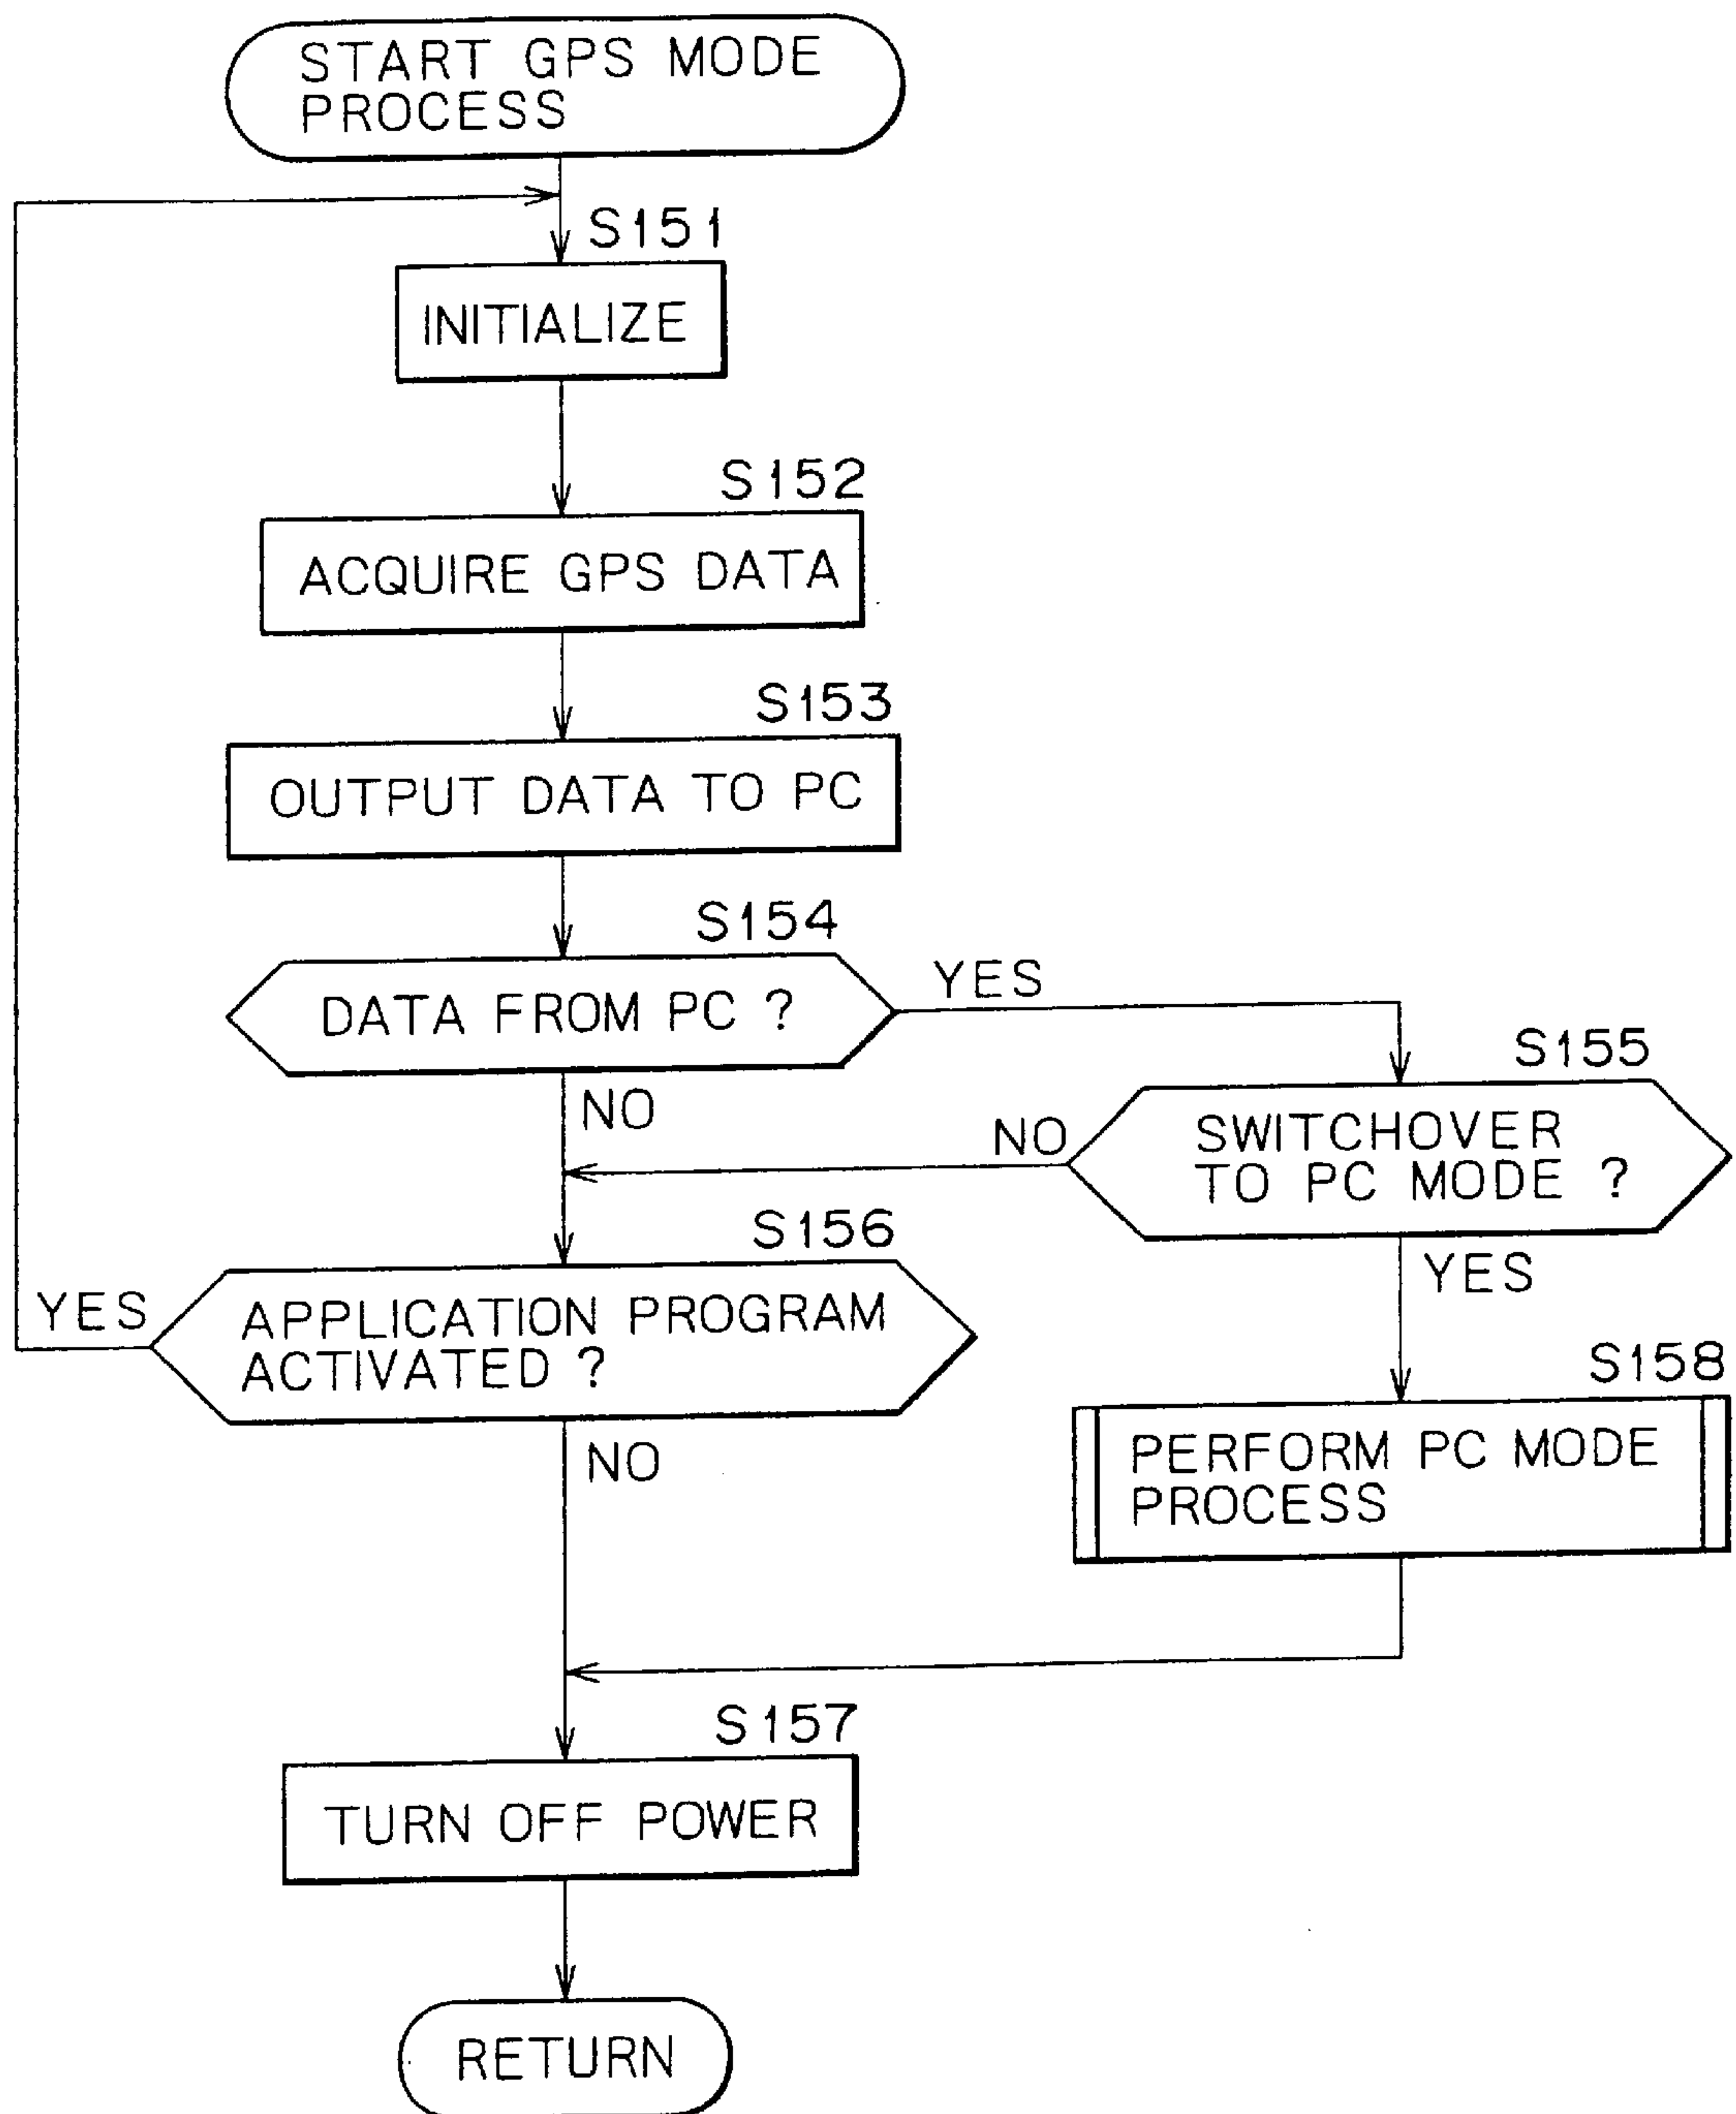 START GPS MODE
PROCESS
S151
INITIALIZE
S152
ACQUIRE GPS DATA
S153
OUTPUT DATA TO PC
S154
DATA FROM PC ?
YES
NO
S155
SWITCHOVER
TO PC MODE ?
NO
YES
S156
APPLICATION PROGRAM
ACTIVATED ?
YES
NO
S158
PERFORM PC MODE
PROCESS
S157
TURN OFF POWER
RETURN